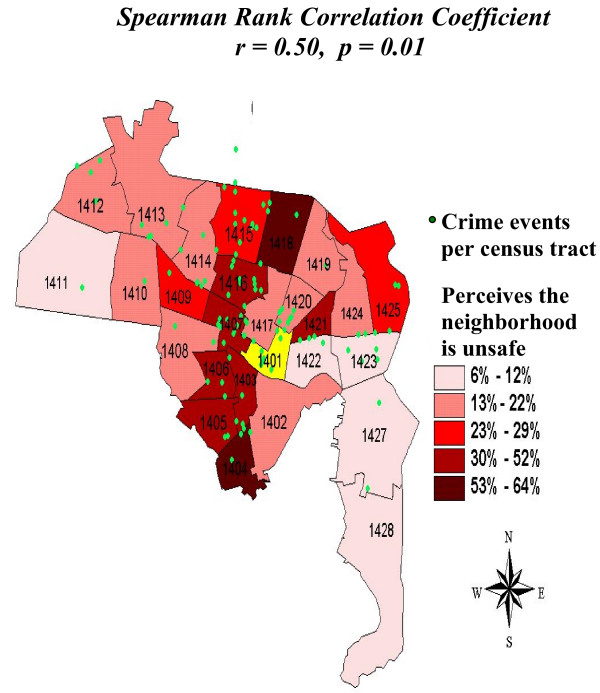 Spearman Rank Correlation Coefficient
r = 0.50, p = 0.01
1412
1413
1415
1418
1414
1419
1411
1410
1409
1416
1420
1425
1417
1421
1424
1408
1401
1422
1423
1406
1403
1405
1402
1404
1427
1428
Crime events
per census tract
Perceives the
neighborhood
is unsafe
6% - 12%
13% - 22%
23% - 29%
30% - 52%
53% - 64%
N
W E
S